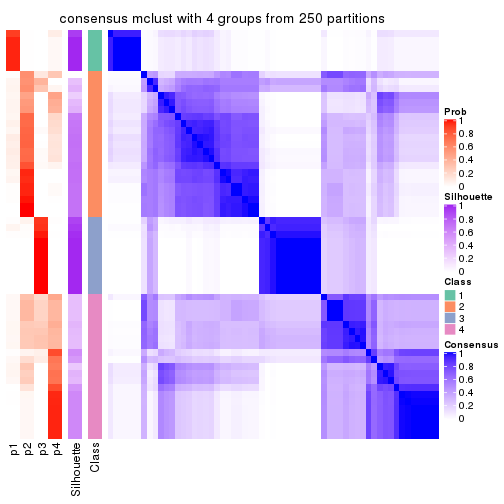 consensus mclust with 4 groups from 250 partitions
Prob
1
0.8
0.6
0.4
0.2
0
Silhouette
1
0.8
0.6
0.4
0.2
0
Class
1
2
3
4
Consensus
1
0.8
0.6
0.4
0.2
0
p1
p2
p3
p4
Silhouette
Class